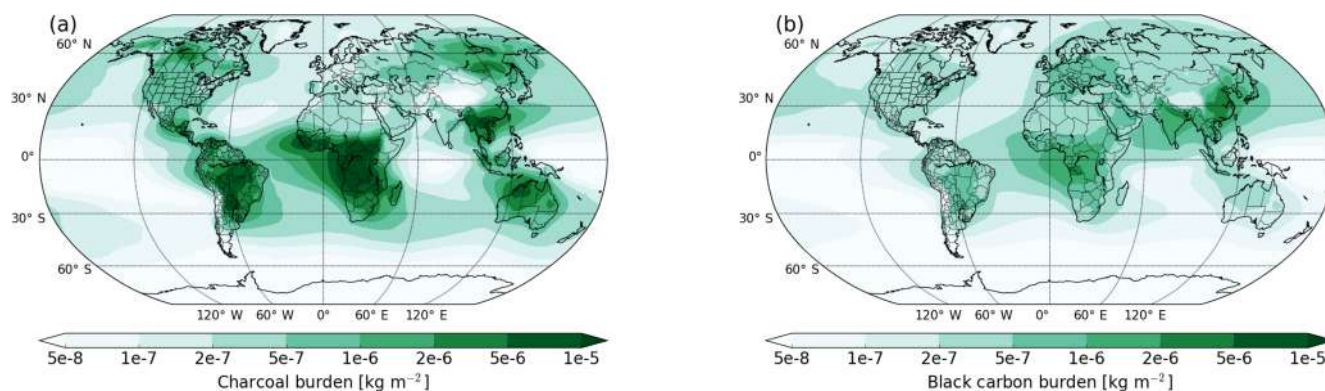 (a)
60° N
30° N
0°
30° S
60° S
120° W 60° W 0° 60° E 120° E
5e-8 1e-7 2e-7 5e-7 1e-6 2e-6 5e-6 1e-5
Charcoal burden [kg m⁻²]
(b)
60° N
30° N
0°
30° S
60° S
120° W 60° W 0° 60° E 120° E
5e-8 1e-7 2e-7 5e-7 1e-6 2e-6 5e-6 1e-5
Black carbon burden [kg m⁻²]